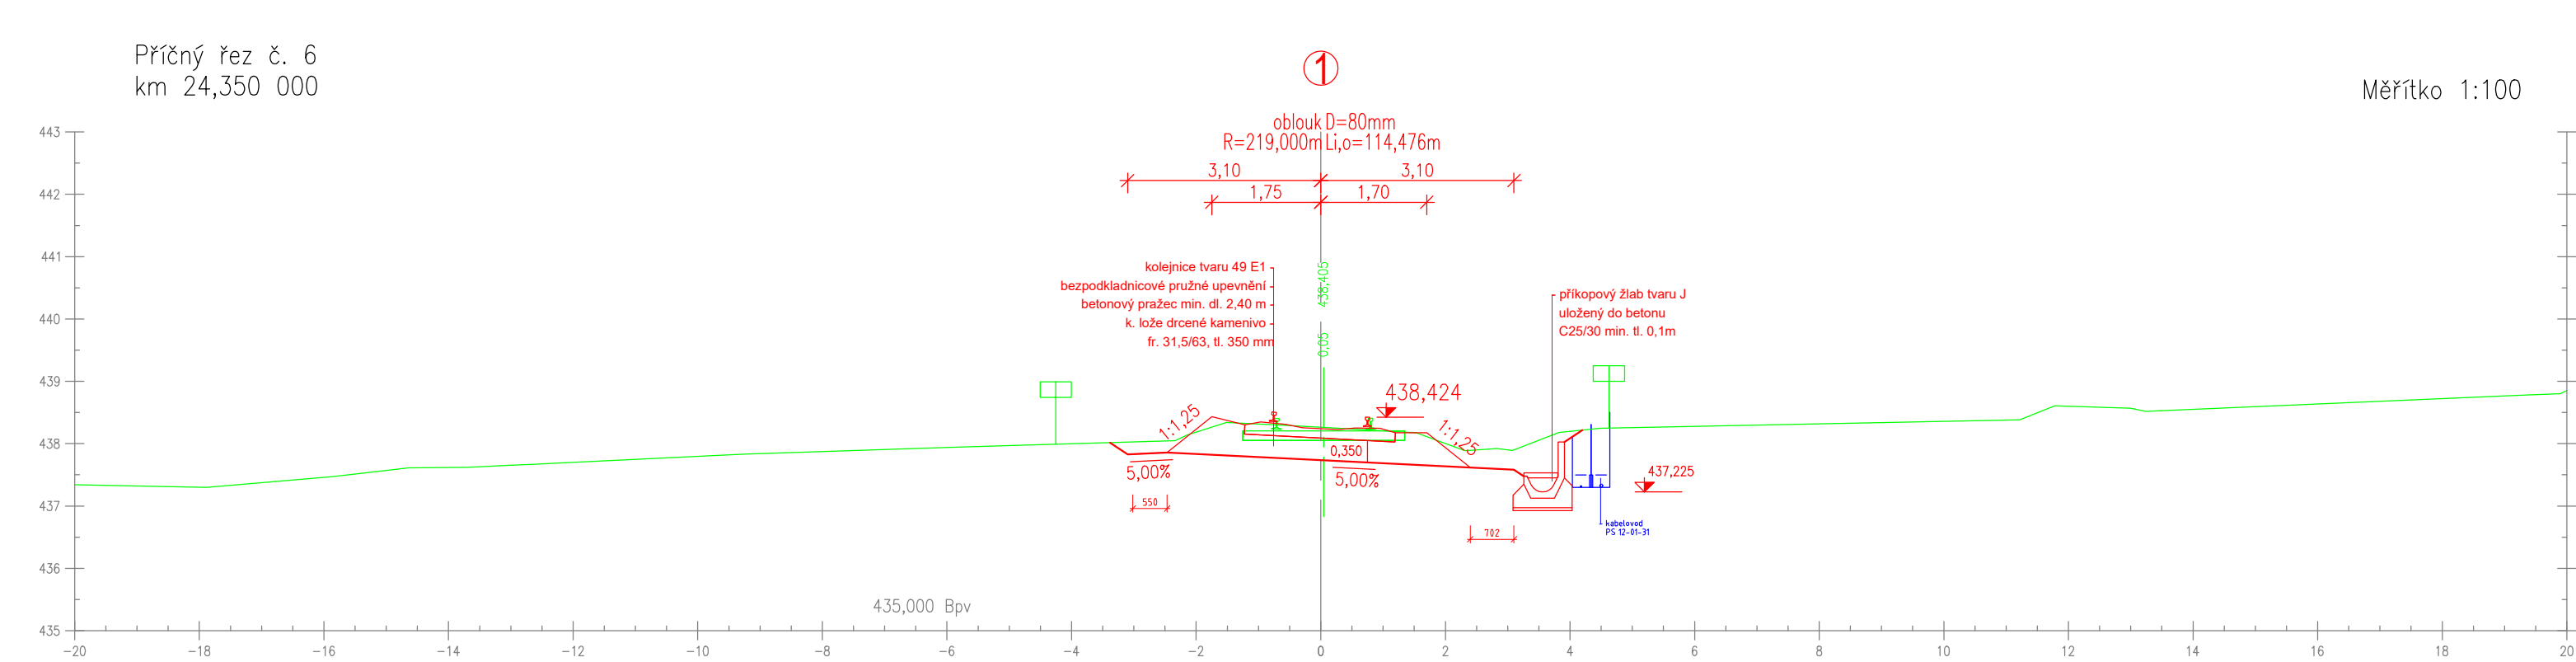 Příčný řez č. 6
km 24,350 000
1
Měřítko 1:100
oblouk D=80mm
R=219,000m Li,o=114,476m
3,10 3,10
1,75 1,70
443
442
441
440
439
438
437
436
435
438,405
0,05
kolejnice tvaru 49 E1
bezpodkladnicové pružné upevnění
betonový pražec min. dl. 2,40 m
k. lože drcené kamenivo
fr. 31,5/63, tl. 350 mm
příkopový žlab tvaru J
uložený do betonu
C25/30 min. tl. 0,1m
438,424
1:1,25
1:1,25
0,350
5,00%
5,00%
437,225
550
702
kabelovod
PS 12-01-31
435,000 Bpv
-20 -18 -16 -14 -12 -10 -8 -6 -4 -2 0 2 4 6 8 10 12 14 16 18 20